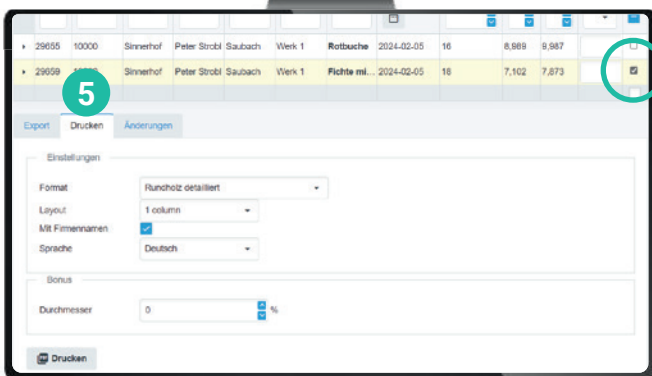 29655 10000 Sinnerhof Peter Strobl Saubach Werk 1 Rotbuche 2024-02-05 16 8,989 9,987
29659 Sinnerhof Peter Strobl Saubach Werk 1 Fichte mi... 2024-02-05 18 7,102 7,873
5
Export Drucken Änderungen
Einstellungen
Format Rundholz detailliert
Layout 1 column
Mit Firmennamen
Sprache Deutsch
Bonus
Durchmesser 0 %
Drucken